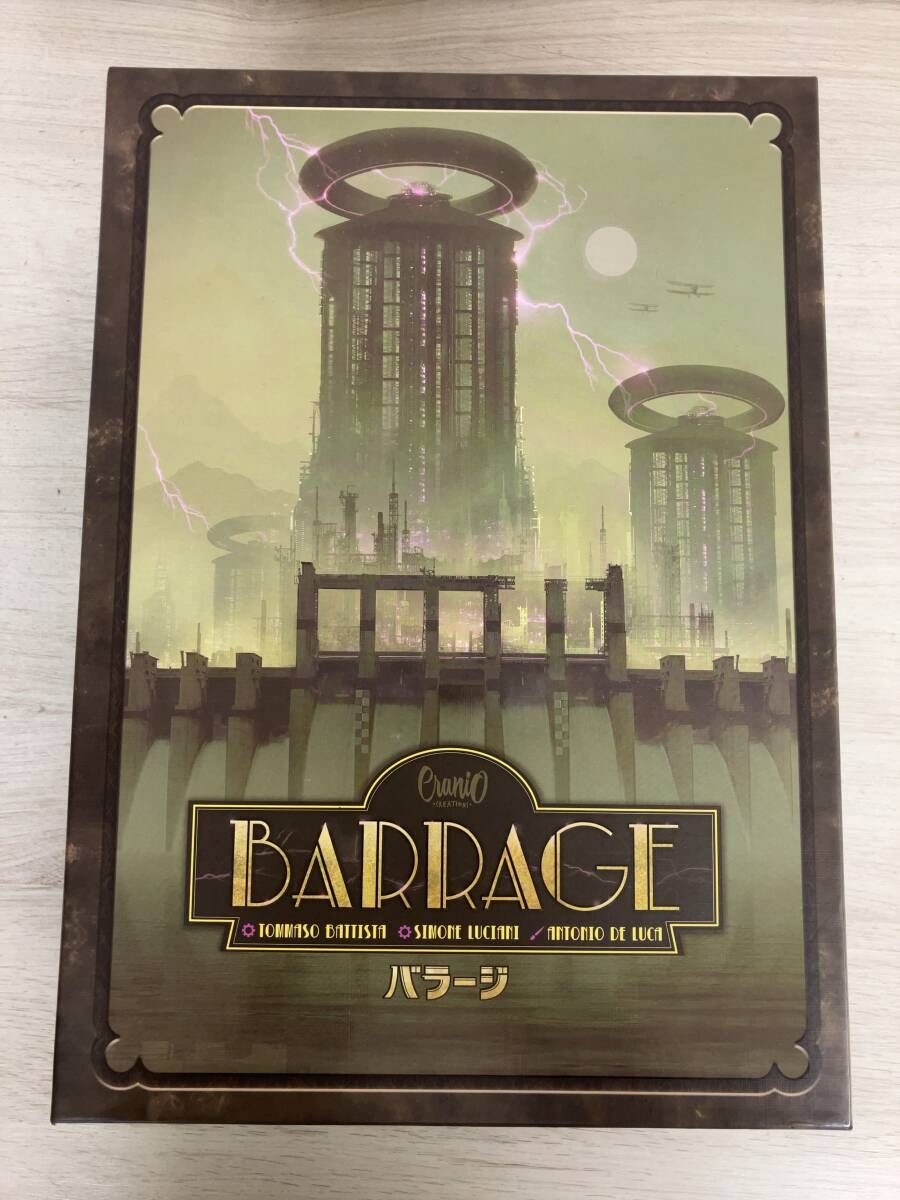 Cranio
CREATIONS
BARRAGE
TOMMASO BATTISTA SIMONE LUCIANI ANTONIO DE LUCA
バラージ